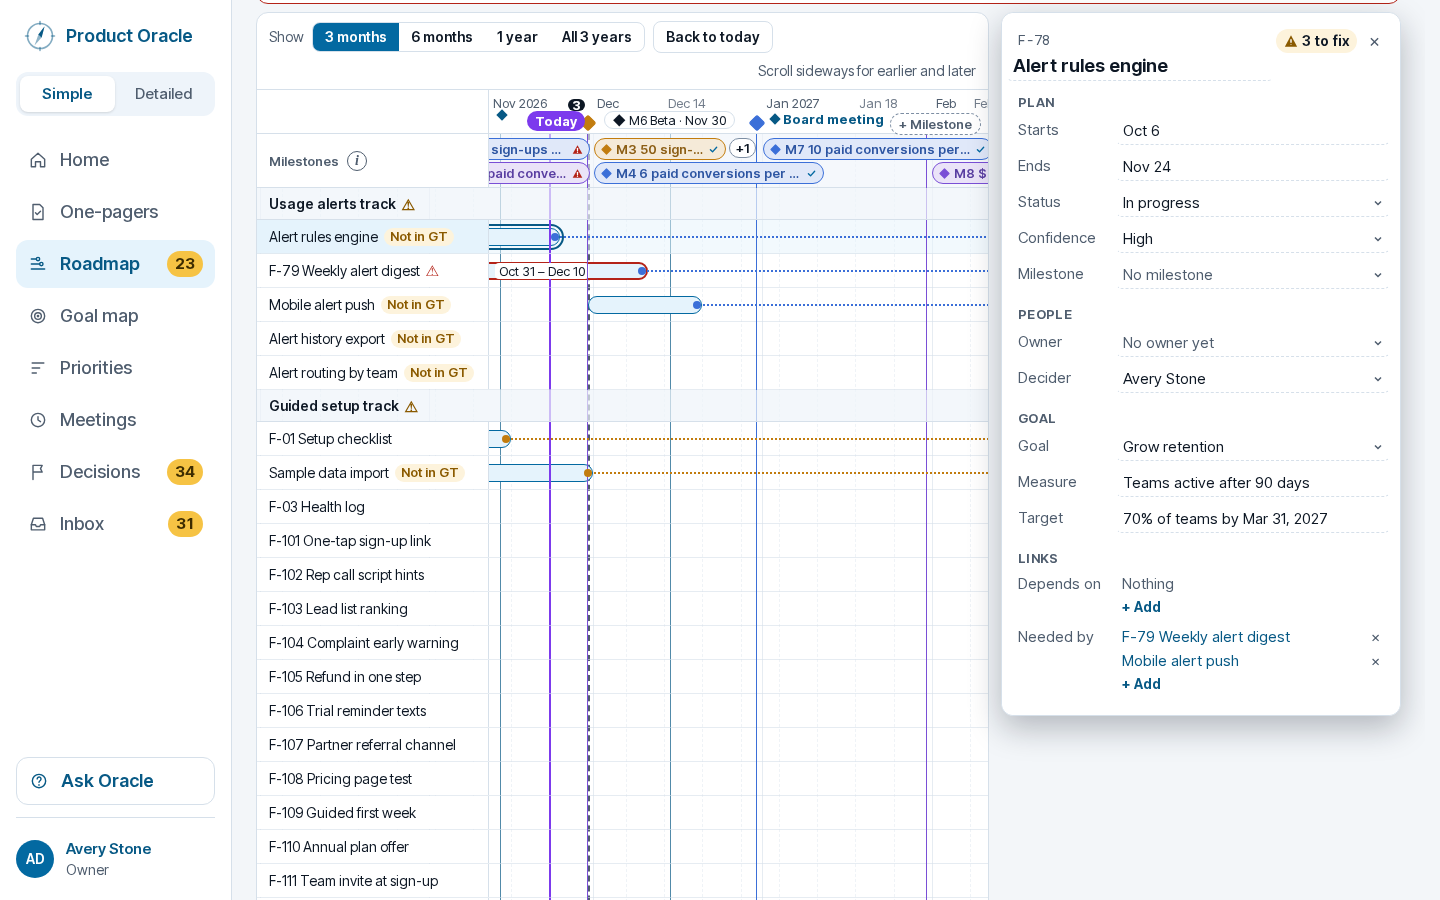 Product Oracle
Simple
Detailed
Home
One-pagers
Roadmap
23
Goal map
Priorities
Meetings
Decisions
34
Inbox
31
Ask Oracle
AD
Avery Stone
Owner
Show
3 months
6 months
1 year
All 3 years
Back to today
Scroll sideways for earlier and later
Nov 2026
3
Dec
Dec 14
Jan 2027
Jan 18
Feb
Today
M6 Beta · Nov 30
Board meeting
+ Milestone
Milestones
i
sign-ups ...
M3 50 sign-...
+1
M7 10 paid conversions per...
paid conve...
M4 6 paid conversions per ...
M8 $
Usage alerts track
Alert rules engine
Not in GT
F-79 Weekly alert digest
Oct 31 – Dec 10
Mobile alert push
Not in GT
Alert history export
Not in GT
Alert routing by team
Not in GT
Guided setup track
F-01 Setup checklist
Sample data import
Not in GT
F-03 Health log
F-101 One-tap sign-up link
F-102 Rep call script hints
F-103 Lead list ranking
F-104 Complaint early warning
F-105 Refund in one step
F-106 Trial reminder texts
F-107 Partner referral channel
F-108 Pricing page test
F-109 Guided first week
F-110 Annual plan offer
F-111 Team invite at sign-up
F-78
3 to fix
×
Alert rules engine
PLAN
Starts
Oct 6
Ends
Nov 24
Status
In progress
Confidence
High
Milestone
No milestone
PEOPLE
Owner
No owner yet
Decider
Avery Stone
GOAL
Goal
Grow retention
Measure
Teams active after 90 days
Target
70% of teams by Mar 31, 2027
LINKS
Depends on
Nothing
+ Add
Needed by
F-79 Weekly alert digest
×
Mobile alert push
×
+ Add